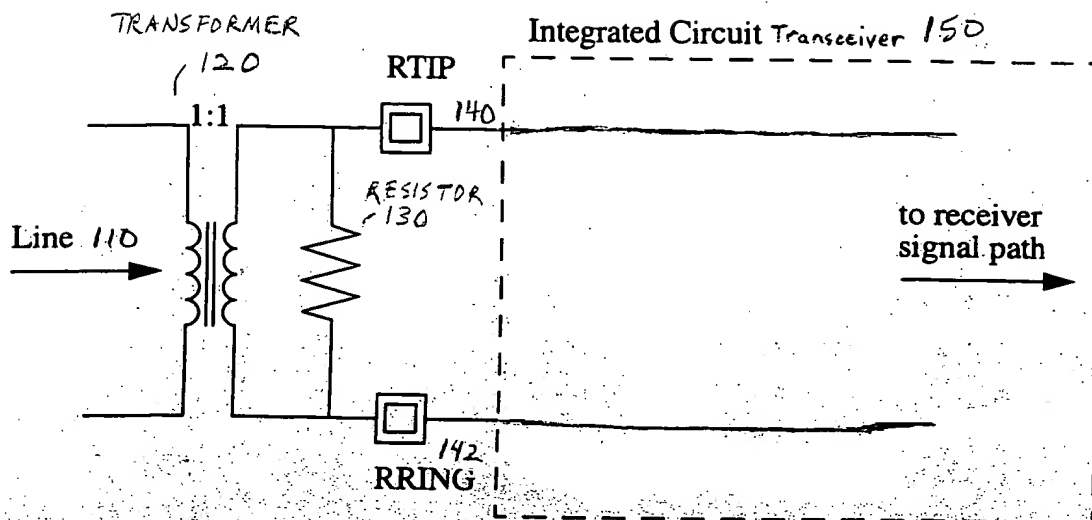 TRANSFORMER
120
Integrated Circuit Transceiver 150
RTIP
1:1
140
RESISTOR
130
Line 110
to receiver
signal path
142
RRING